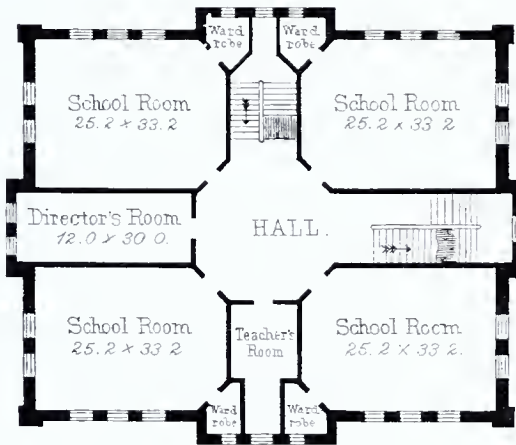 Ward
robe
Ward
robe
School Room
25.2 × 33.2
School Room
25.2 × 33 2
Director's Room
12.0 × 30 0.
HALL.
School Room
25.2 × 33 2
Teacher's
Room
School Room
25.2 × 33 2.
Ward
robe
Ward
robe